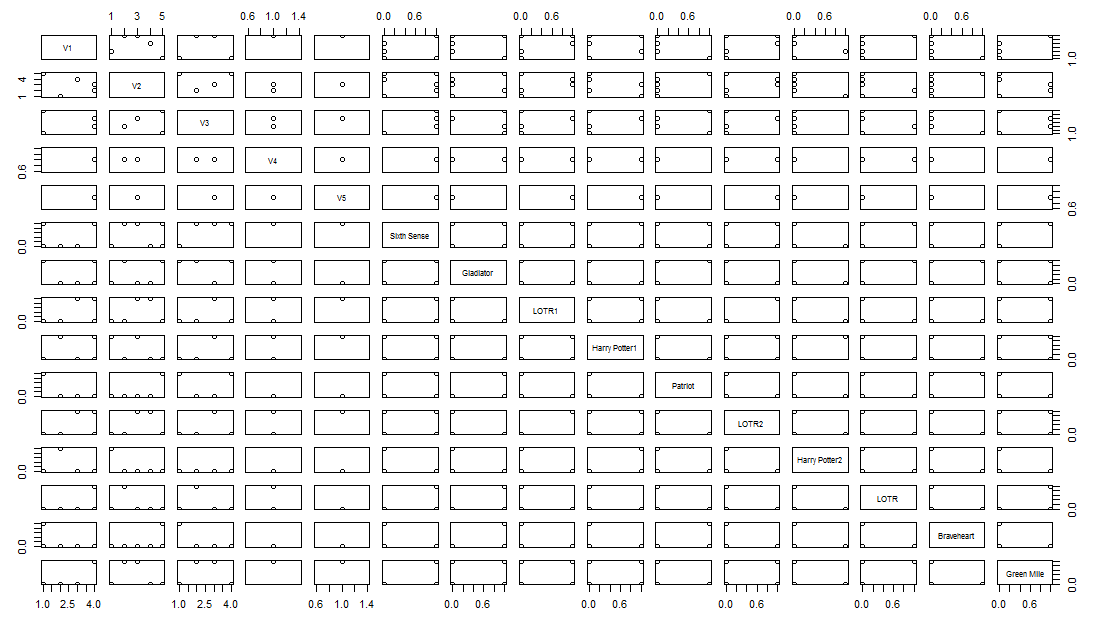 1 3 5 0.6 1.0 1.4 0.0 0.6 0.0 0.6 0.0 0.6 0.0 0.6 0.0 0.6
V1
1.0
1 4
V2
V3
1.0
0.6
V4
V5
0.6
0.0
Sixth Sense
Gladiator
0.0
0.0
LOTR1
Harry Potter1
0.0
0.0
Patriot
LOTR2
0.0
0.0
Harry Potter2
LOTR
0.0
0.0
Braveheart
Green Mile
0.0
1.0 2.5 4.0 1.0 2.5 4.0 0.6 1.0 1.4 0.0 0.6 0.0 0.6 0.0 0.6 0.0 0.6 0.0 0.6